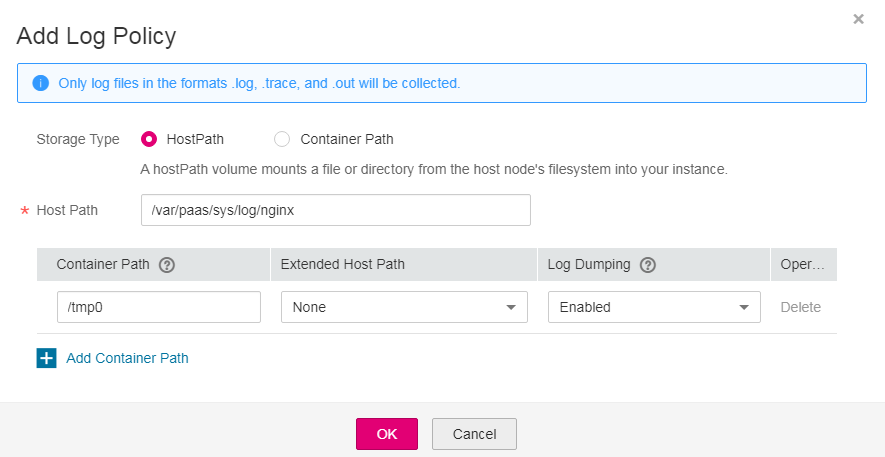 Add Log Policy
Only log files in the formats .log, .trace, and .out will be collected.
Storage Type HostPath Container Path
A hostPath volume mounts a file or directory from the host node's filesystem into your instance.
* Host Path /var/paas/sys/log/nginx
Container Path ? Extended Host Path Log Dumping ? Oper...
/tmp0 None Enabled Delete
Add Container Path
OK Cancel